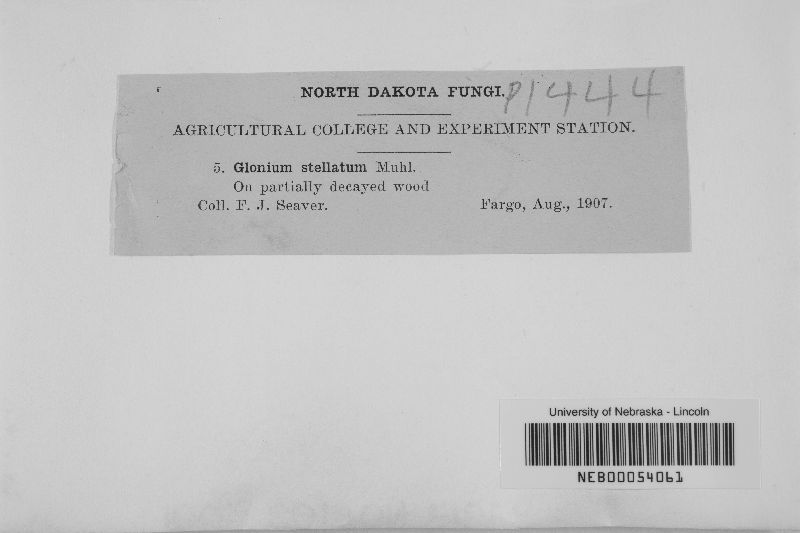 NORTH DAKOTA FUNGI. P1444
AGRICULTURAL COLLEGE AND EXPERIMENT STATION.
5. Glonium stellatum Muhl.
On partially decayed wood
Coll. F. J. Seaver. Fargo, Aug., 1907.
University of Nebraska - Lincoln
NEB00054061